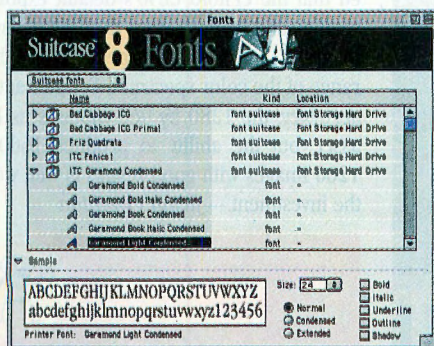 Fonts
Suitcase 8 Fonts
Suitcase fonts
Name Kind Location
Bad Cabbage ICG font suitcase Font Storage Hard Drive
Bad Cabbage ICG Primal font suitcase Font Storage Hard Drive
Friz Quadrata font suitcase Font Storage Hard Drive
ITC Fenice 1 font suitcase Font Storage Hard Drive
ITC Garamond Condensed font suitcase Font Storage Hard Drive
Garamond Bold Condensed font
Garamond Bold Italic Condensed font
Garamond Book Condensed font
Garamond Book Italic Condensed font
Garamond Light Condensed font
Sample
ABCDEFGHIJKLMNOPQRSTUVWXYZ
abcdefghijklmnopqrstuvwxyz123456
Printer Font: Garamond Light Condensed
Size: 24
Normal
Condensed
Extended
Bold
Italic
Underline
Outline
Shadow